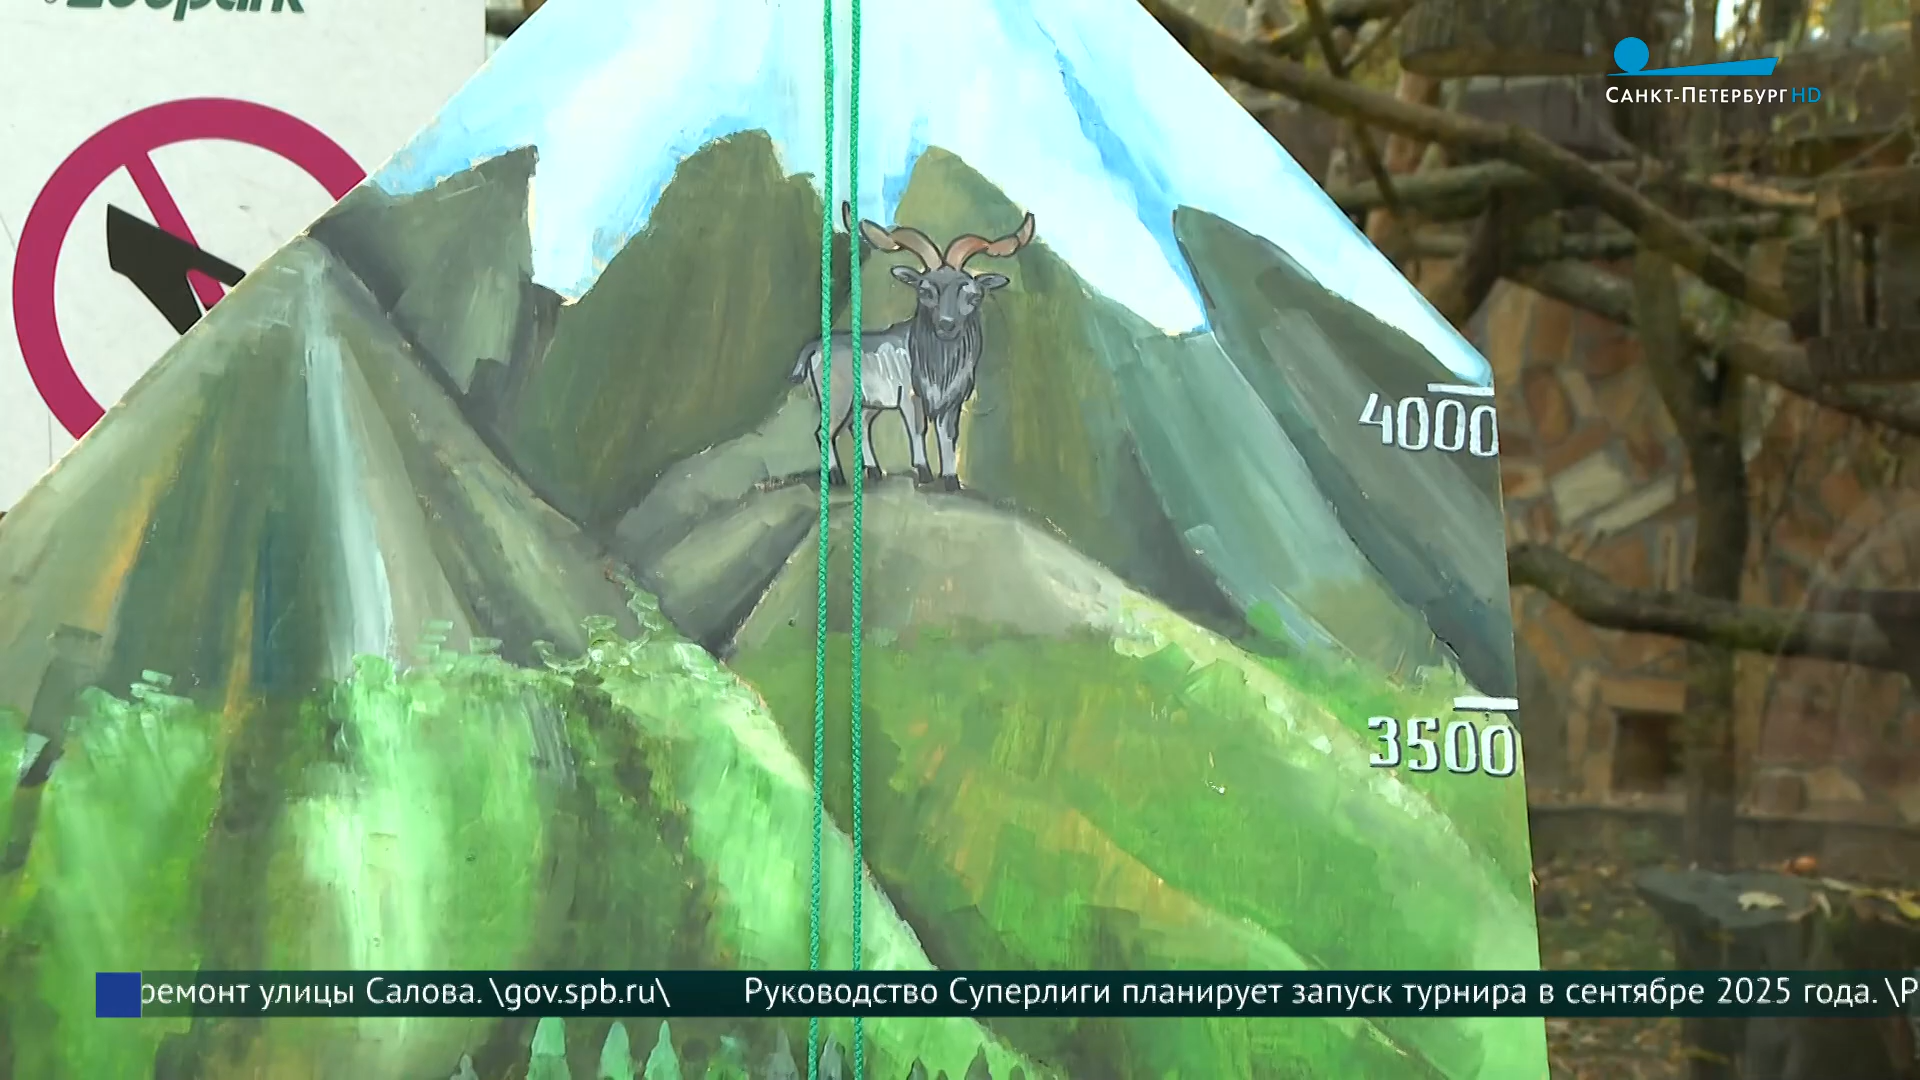 Zoopark
САНКТ-ПЕТЕРБУРГ HD
4000
3500
ремонт улицы Салова. \gov.spb.ru\ Руководство Суперлиги планирует запуск турнира в сентябре 2025 года. \Р